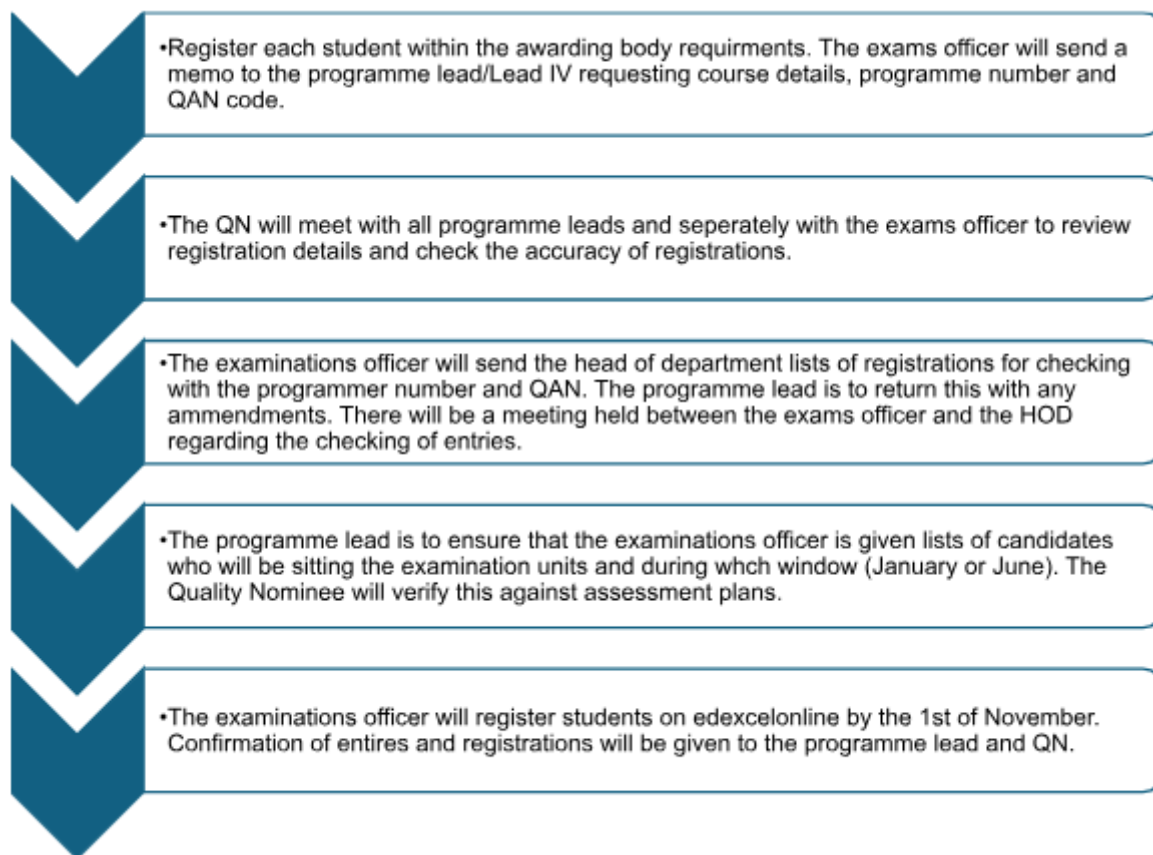 •Register each student within the awarding body requirments. The exams officer will send a
memo to the programme lead/Lead IV requesting course details, programme number and
QAN code.
•The QN will meet with all programme leads and seperately with the exams officer to review
registration details and check the accuracy of registrations.
•The examinations officer will send the head of department lists of registrations for checking
with the programmer number and QAN. The programme lead is to return this with any
ammendments. There will be a meeting held between the exams officer and the HOD
regarding the checking of entries.
•The programme lead is to ensure that the examinations officer is given lists of candidates
who will be sitting the examination units and during whch window (January or June). The
Quality Nominee will verify this against assessment plans.
•The examinations officer will register students on edexcelonline by the 1st of November.
Confirmation of entires and registrations will be given to the programme lead and QN.